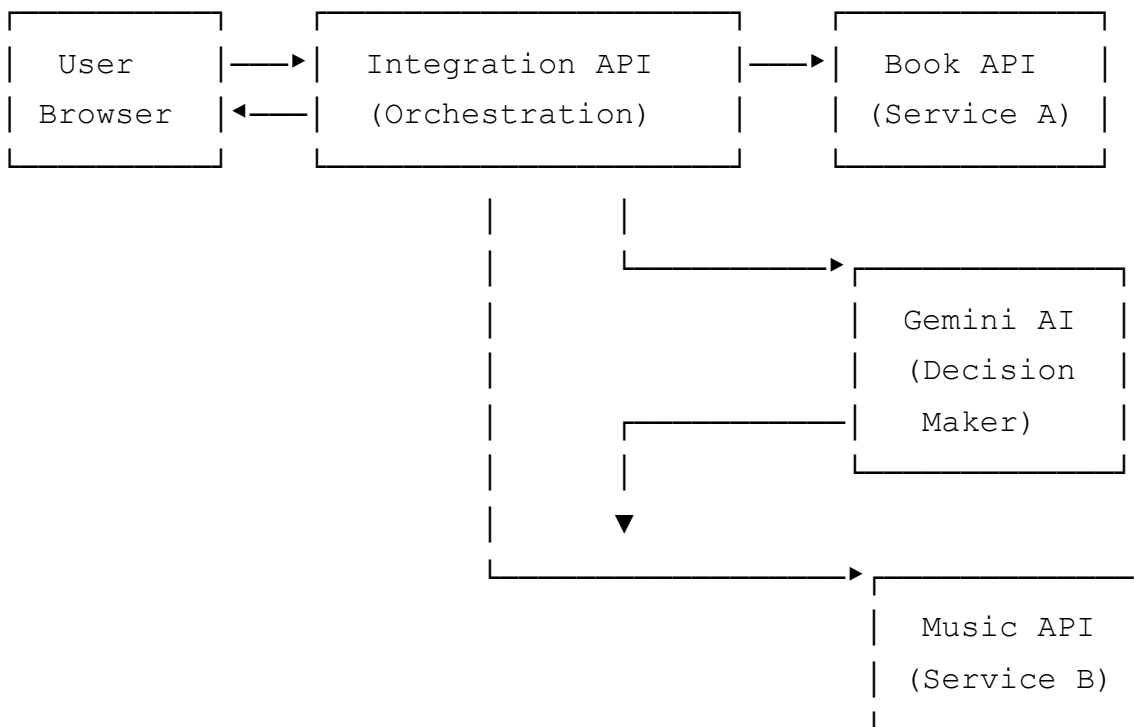 User
Browser
Integration API
(Orchestration)
Book API
(Service A)
Gemini AI
(Decision
Maker)
Music API
(Service B)